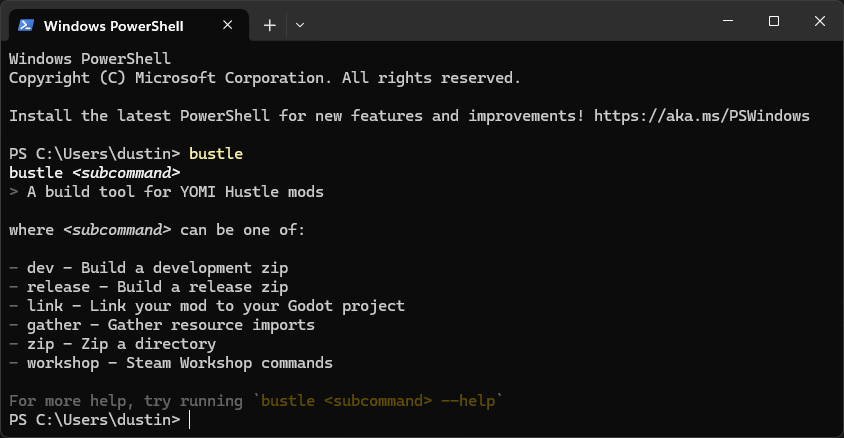 Windows PowerShell
Windows PowerShell
Copyright (C) Microsoft Corporation. All rights reserved.
Install the latest PowerShell for new features and improvements! https://aka.ms/PSWindows
PS C:\Users\dustin> bustle
bustle <subcommand>
> A build tool for YOMI Hustle mods
where <subcommand> can be one of:
– dev – Build a development zip
– release – Build a release zip
– link – Link your mod to your Godot project
– gather – Gather resource imports
– zip – Zip a directory
– workshop – Steam Workshop commands
For more help, try running `bustle <subcommand> --help`
PS C:\Users\dustin>